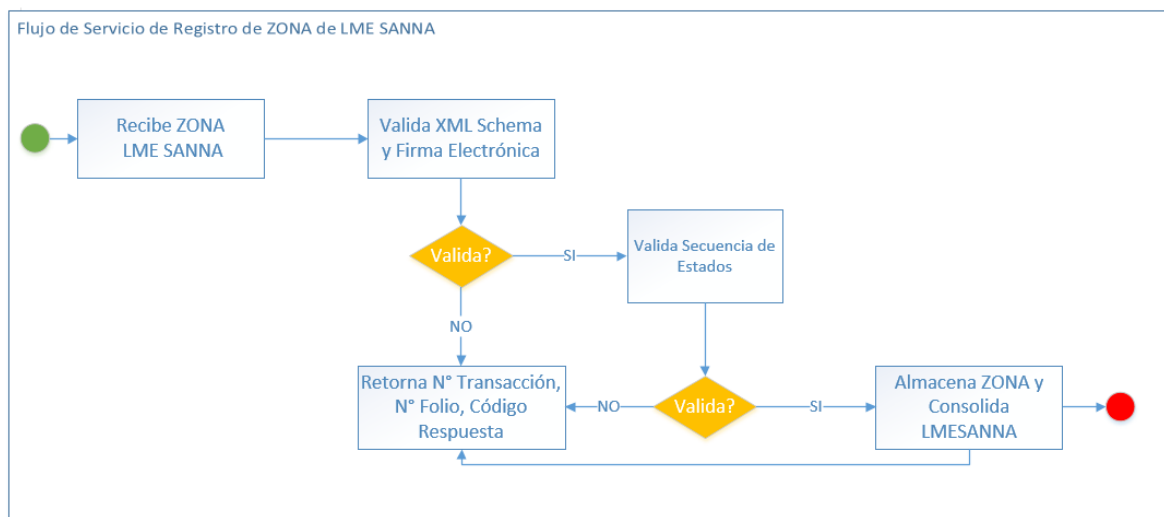 Flujo de Servicio de Registro de ZONA de LME SANNA
Recibe ZONA
LME SANNA
Valida XML Schema
y Firma Electrónica
Valida?
SI
Valida Secuencia de
Estados
NO
Retorna N° Transacción,
N° Folio, Código
Respuesta
NO
Valida?
SI
Almacena ZONA y
Consolida
LMESANNA